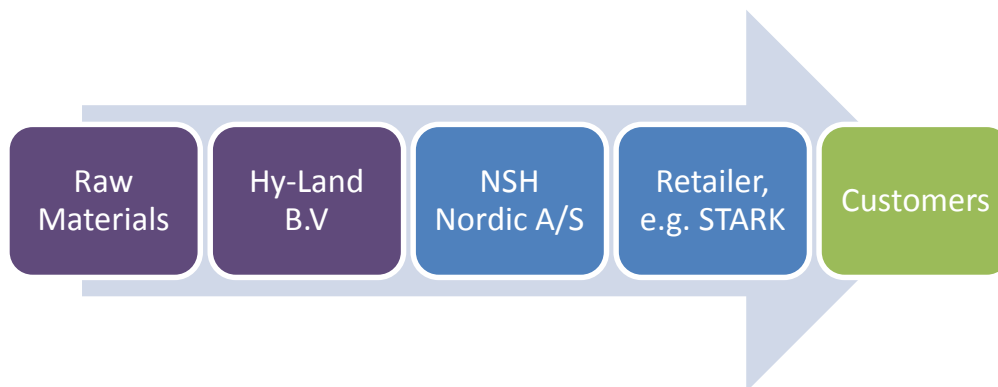 Raw
Materials
Hy-Land
B.V
NSH
Nordic A/S
Retailer,
e.g. STARK
Customers